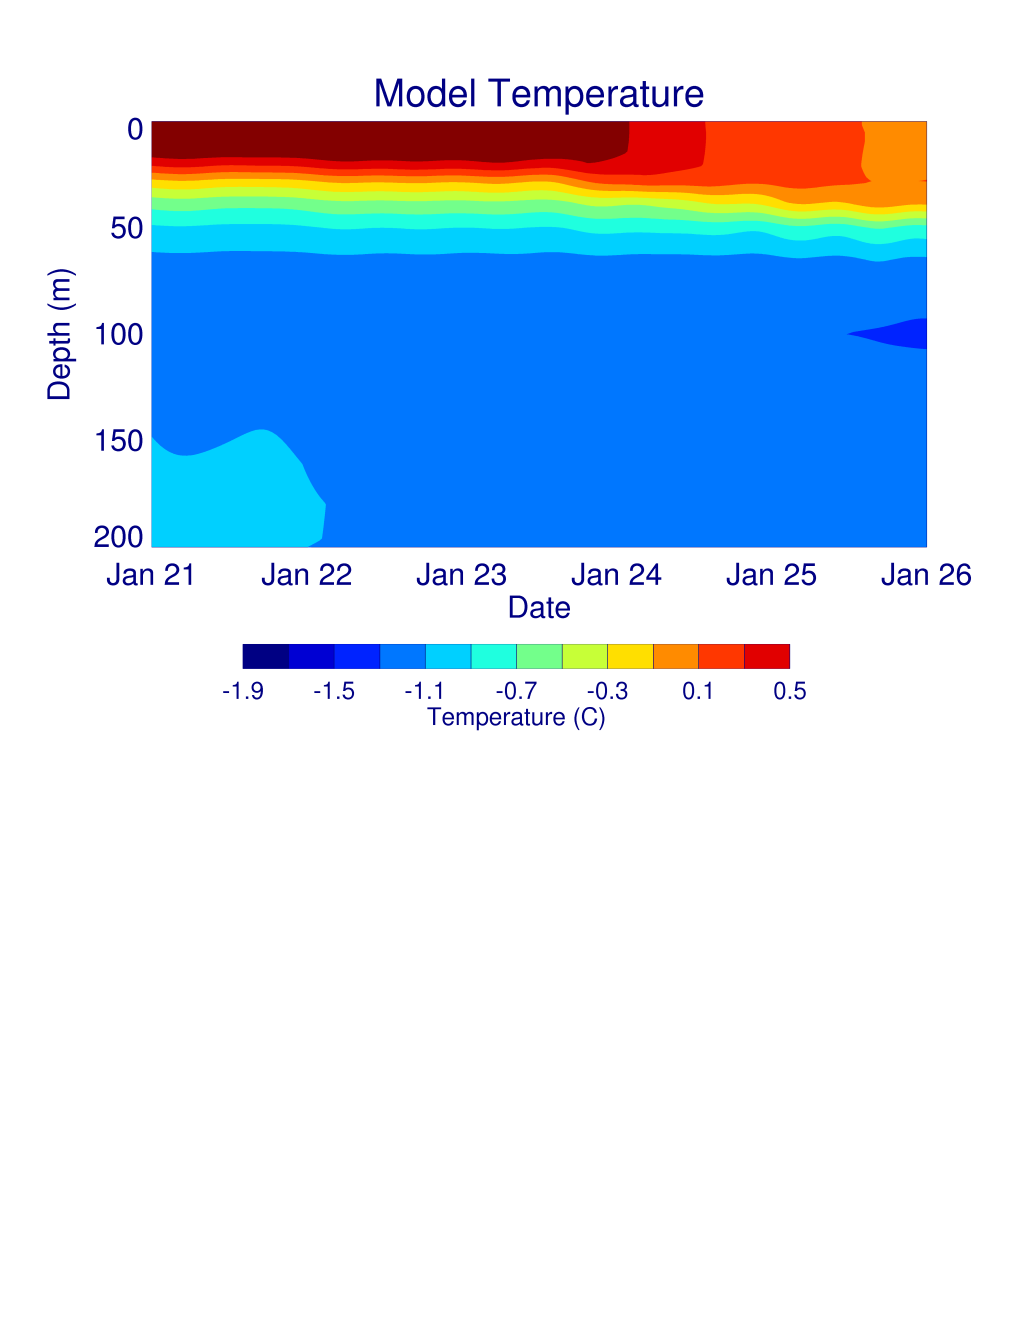 Model Temperature
0
50
100
150
200
Depth (m)
Jan 21 Jan 22 Jan 23 Jan 24 Jan 25 Jan 26
Date
-1.9 -1.5 -1.1 -0.7 -0.3 0.1 0.5
Temperature (C)